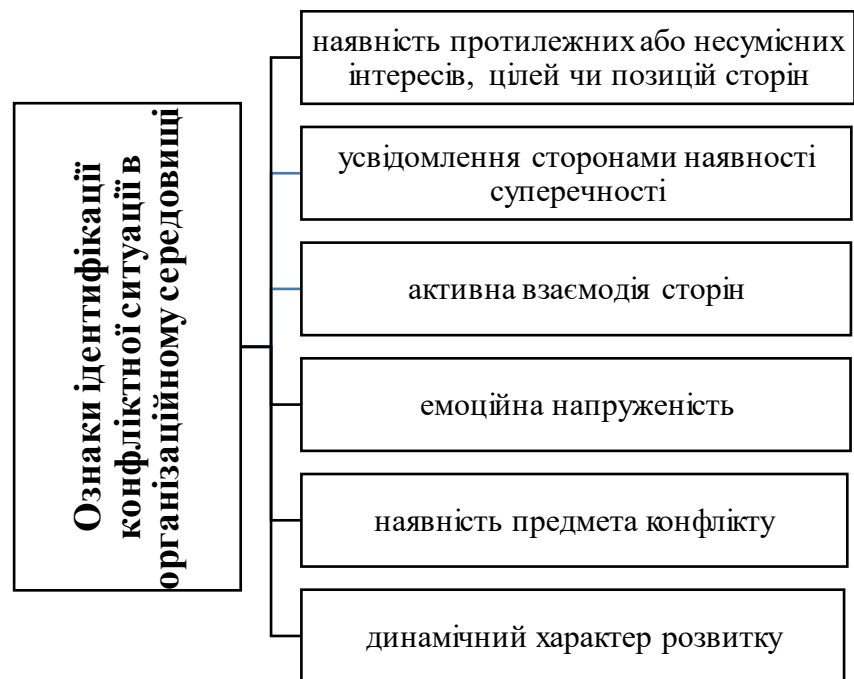 Ознаки ідентифікації
конфліктної ситуації в
організаційному середовищі
наявність протилежних або несумісних
інтересів, цілей чи позицій сторін
усвідомлення сторонами наявності
суперечності
активна взаємодія сторін
емоційна напруженість
наявність предмета конфлікту
динамічний характер розвитку